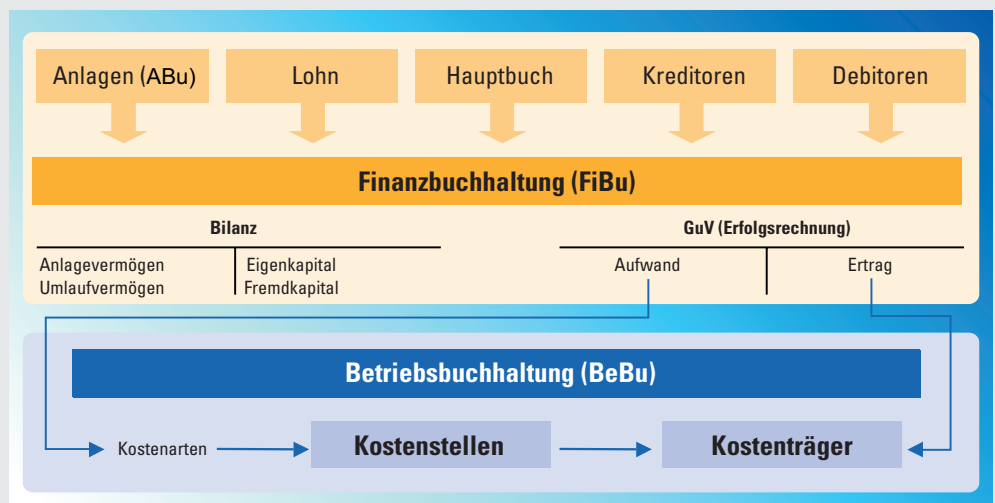 Anlagen (ABu)
Lohn
Hauptbuch
Kreditoren
Debitoren
Finanzbuchhaltung (FiBu)
Bilanz
GuV (Erfolgsrechnung)
Anlagevermögen
Umlaufvermögen
Eigenkapital
Fremdkapital
Aufwand
Ertrag
Betriebsbuchhaltung (BeBu)
Kostenarten
Kostenstellen
Kostenträger